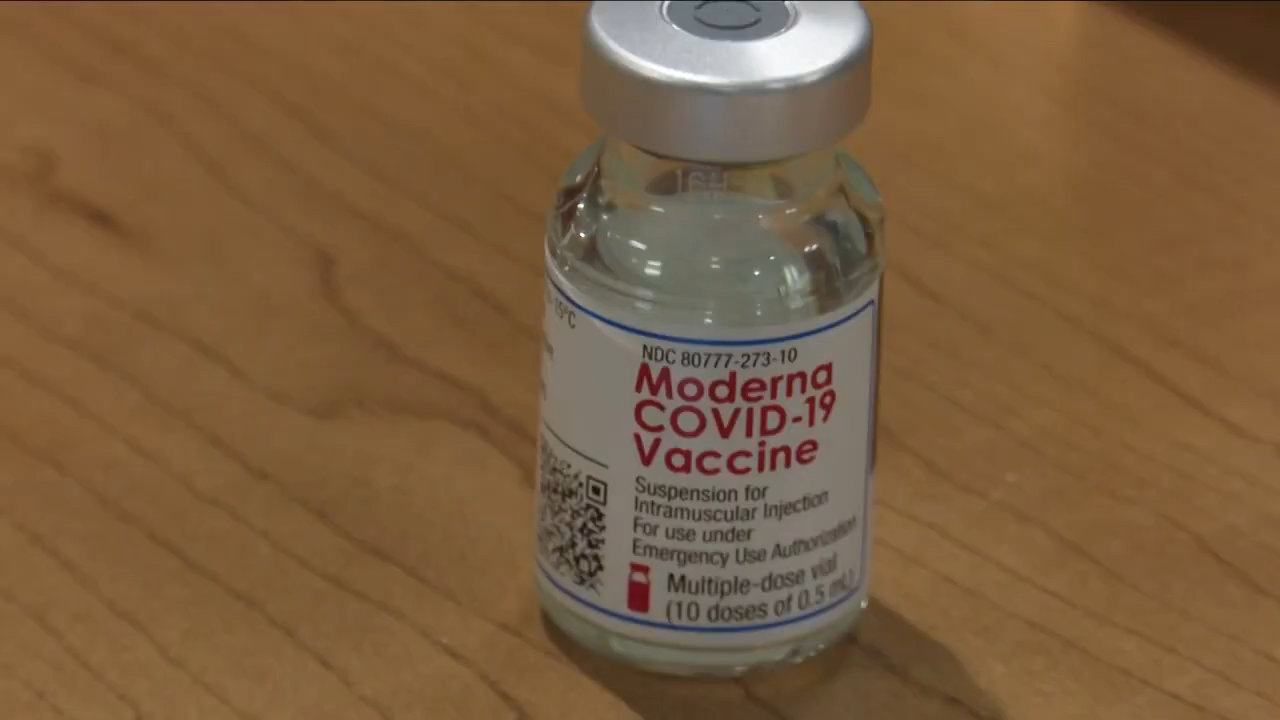 15°C
NDC 80777-273-10
Moderna
COVID-19
Vaccine
Suspension for
Intramuscular Injection
For use under
Emergency Use Authorization
Multiple-dose vial
(10 doses of 0.5 mL)